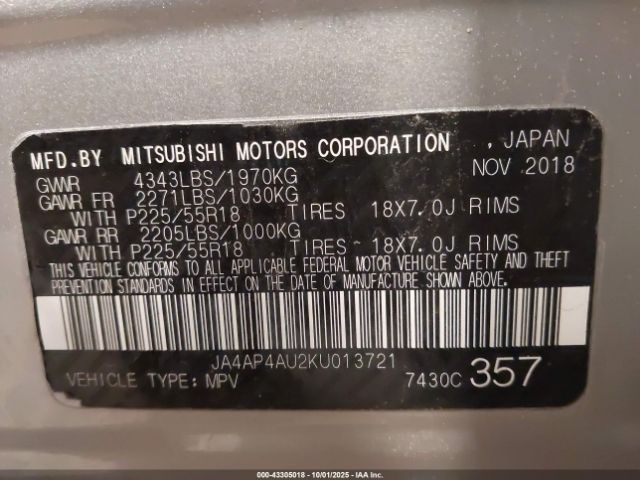 MFD.BY MITSUBISHI MOTORS CORPORATION , JAPAN
NOV 2018
GVWR 4343LBS/1970KG
GAWR FR 2271LBS/1030KG
WITH P225/55R18 TIRES 18X7.0J RIMS
GAWR RR 2205LBS/1000KG
WITH P225/55R18 TIRES 18X7.0J RIMS
THIS VEHICLE CONFORMS TO ALL APPLICABLE FEDERAL MOTOR VEHICLE SAFETY AND THEFT
PREVENTION STANDARDS IN EFFECT ON THE DATE OF MANUFACTURE SHOWN ABOVE.
JA4AP4AU2KU013721
VEHICLE TYPE: MPV 7430C 357
000-43305018 - 10/01/2025 - IAAI Inc.